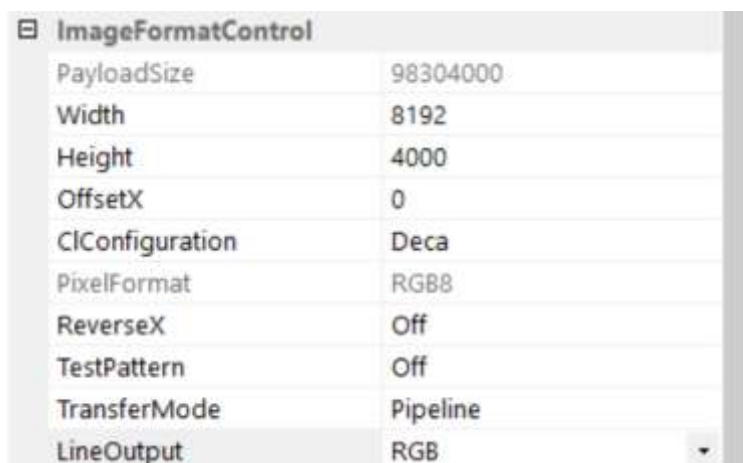 ImageFormatControl
PayloadSize 98304000
Width 8192
Height 4000
OffsetX 0
ClConfiguration Deca
PixelFormat RGB8
ReverseX Off
TestPattern Off
TransferMode Pipeline
LineOutput RGB